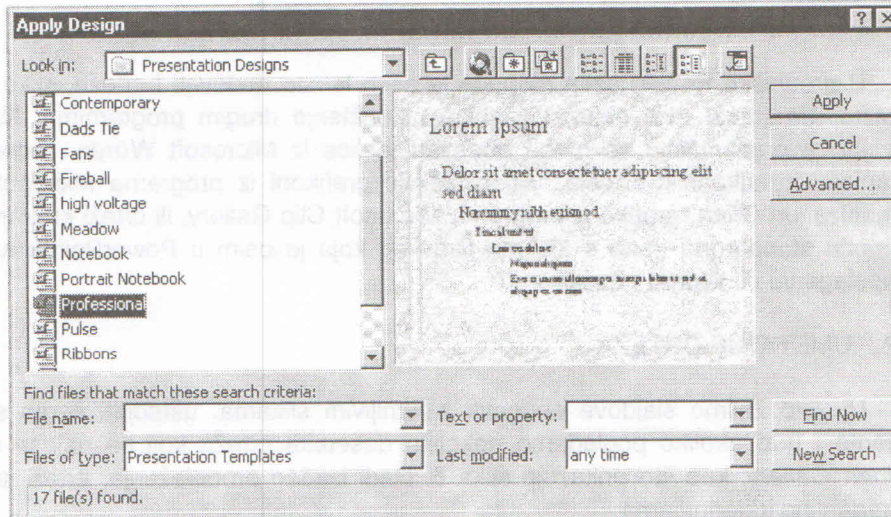 Apply Design
Look in: Presentation Designs
Contemporary
Dads Tie
Fans
Fireball
high voltage
Meadow
Notebook
Portrait Notebook
Professional
Pulse
Ribbons
Lorem Ipsum
Delor sit amet consectetuer adipiscing elit
sed diam
Nonummy nibh euismod
Apply
Cancel
Advanced...
Find files that match these search criteria:
File name:
Text or property:
Find Now
Files of type: Presentation Templates
Last modified: any time
New Search
17 file(s) found.